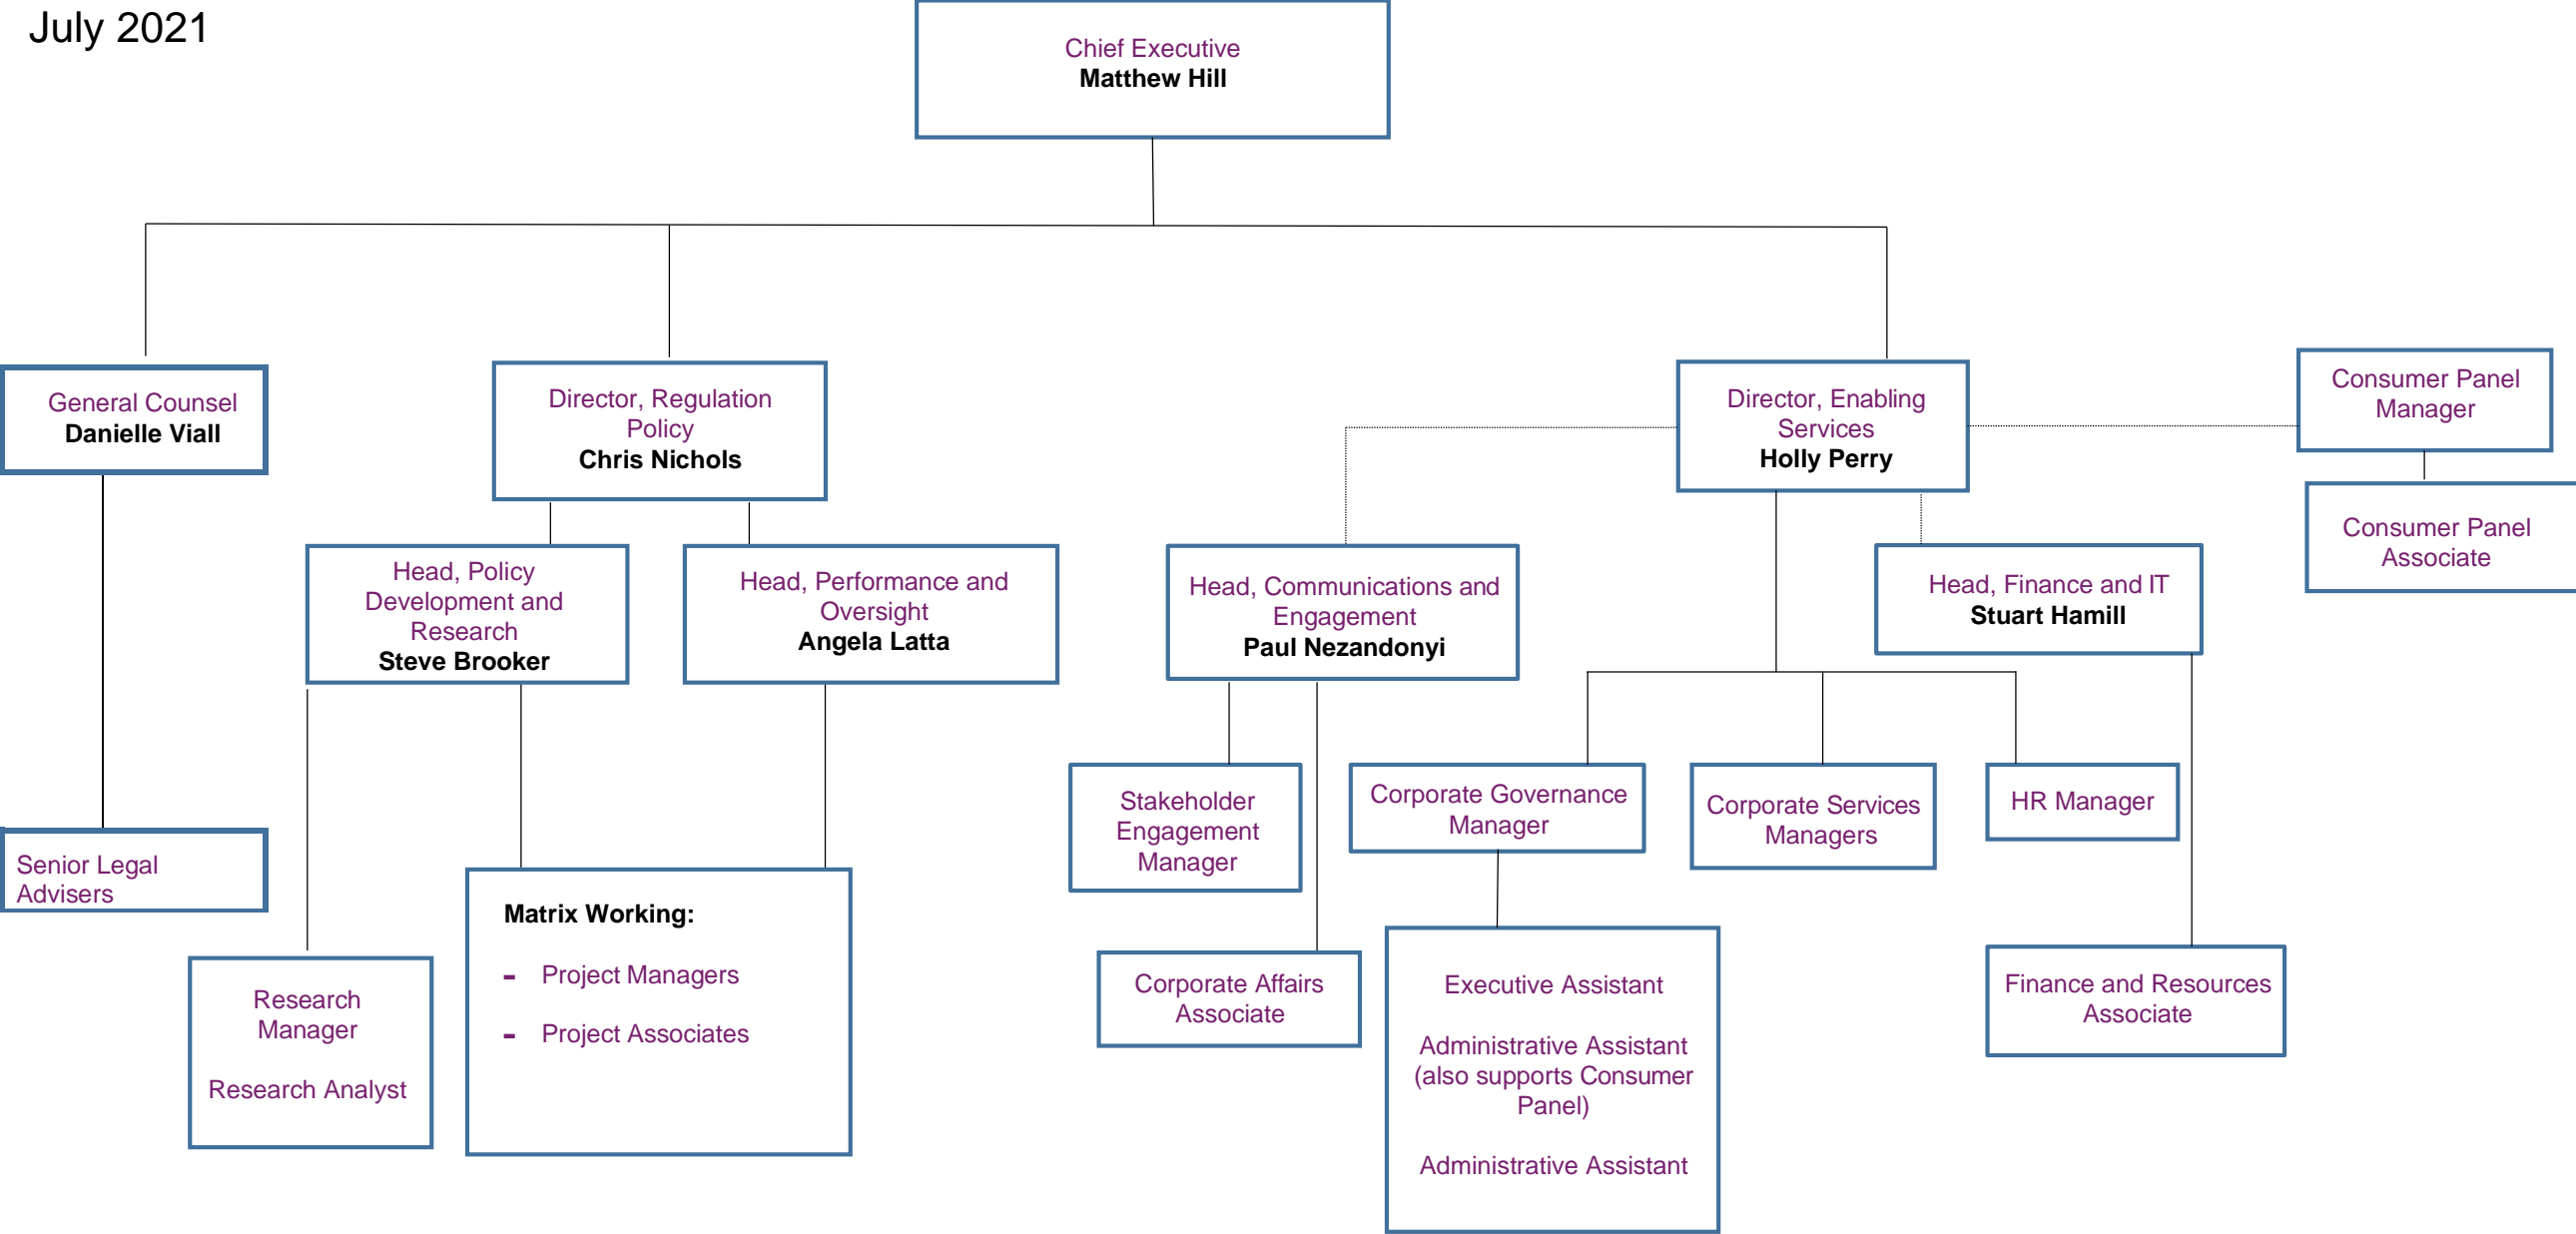 July 2021
Chief Executive
Matthew Hill
General Counsel
Danielle Viall
Director, Regulation
Policy
Chris Nichols
Director, Enabling
Services
Holly Perry
Consumer Panel
Manager
Consumer Panel
Associate
Head, Policy
Development and
Research
Steve Brooker
Head, Performance and
Oversight
Angela Latta
Head, Communications and
Engagement
Paul Nezandonyi
Head, Finance and IT
Stuart Hamill
Stakeholder
Engagement
Manager
Corporate Governance
Manager
Corporate Services
Managers
HR Manager
Senior Legal
Advisers
Research
Manager
Research Analyst
Matrix Working:
- Project Managers
- Project Associates
Corporate Affairs
Associate
Executive Assistant
Administrative Assistant
(also supports Consumer
Panel)
Administrative Assistant
Finance and Resources
Associate